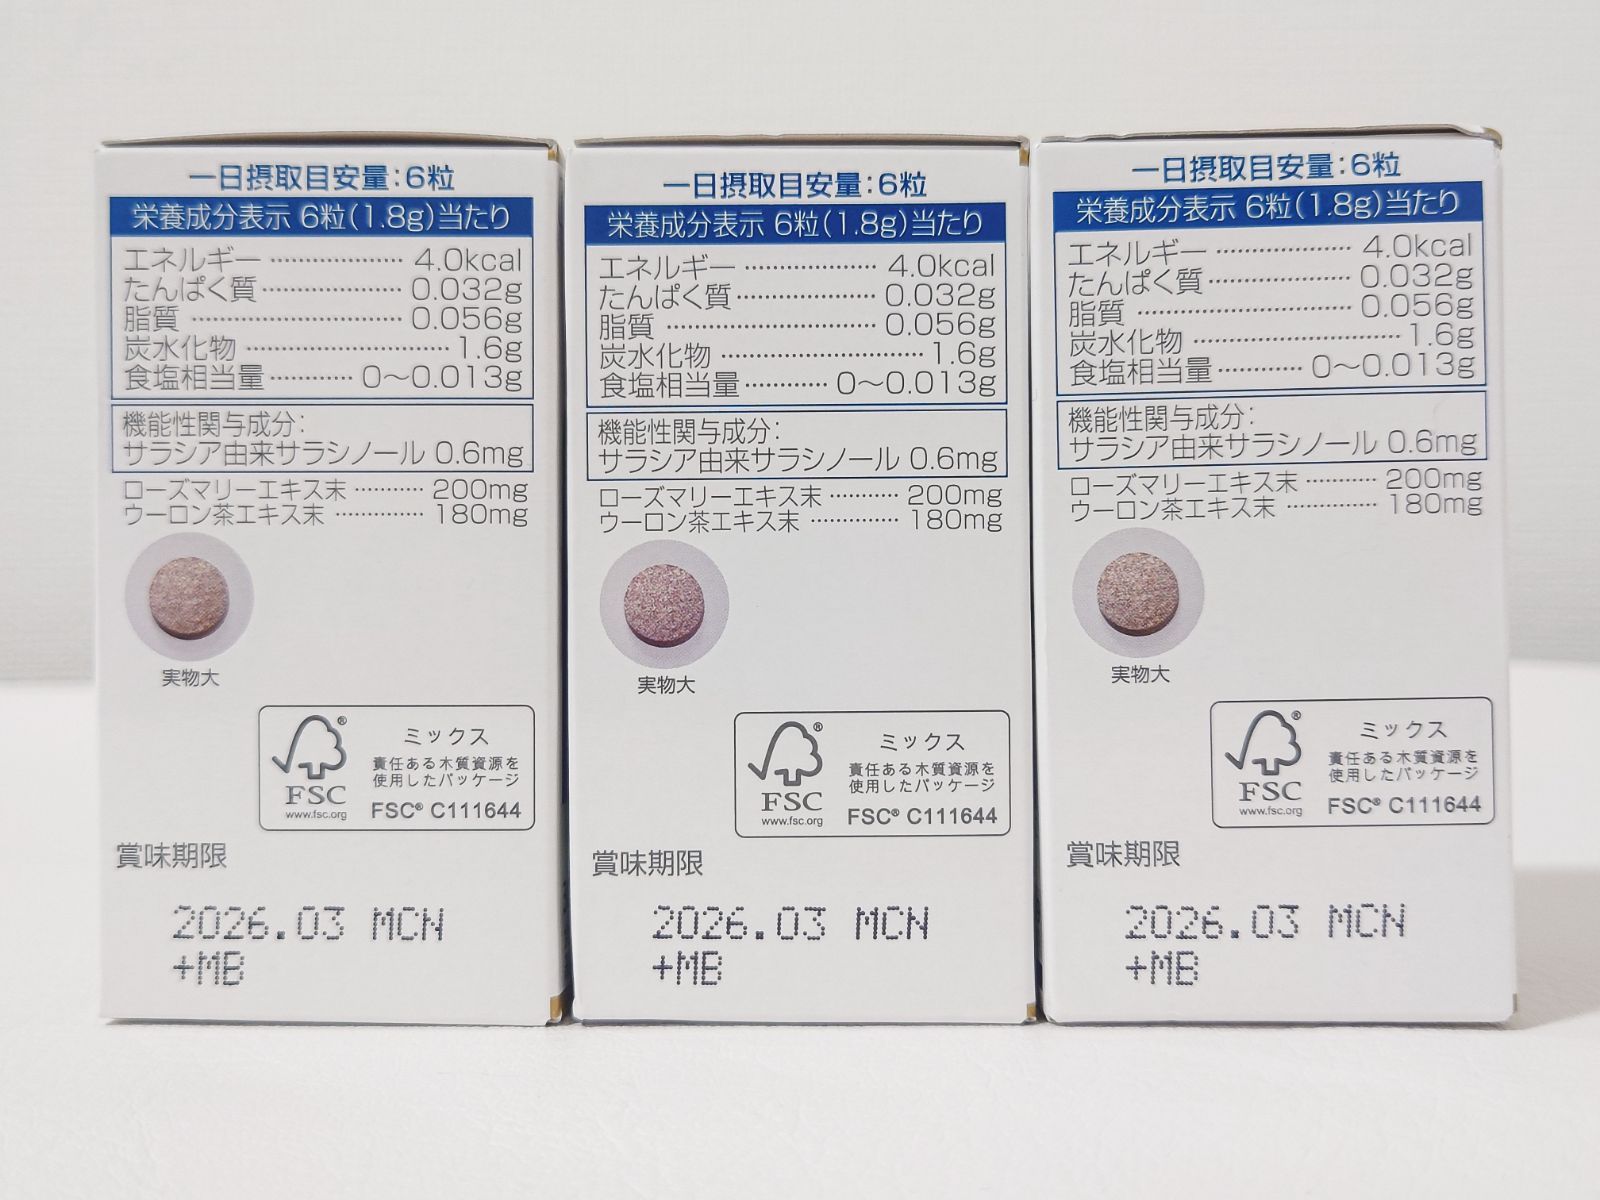 一日摂取目安量:6粒
栄養成分表示 6粒(1.8g)当たり
エネルギー ………………… 4.0kcal
たんぱく質 ………………… 0.032g
脂質 ………………… 0.056g
炭水化物 ………………… 1.6g
食塩相当量 ………… 0〜0.013g
機能性関与成分:
サラシア由来サラシノール 0.6mg
ローズマリーエキス末 ………… 200mg
ウーロン茶エキス末 ………… 180mg
実物大
FSC
www.fsc.org
®
ミックス
責任ある木質資源を
使用したパッケージ
FSC® C111644
賞味期限
2026.03 MCN
+MB
一日摂取目安量:6粒
栄養成分表示 6粒(1.8g)当たり
エネルギー ………………… 4.0kcal
たんぱく質 ………………… 0.032g
脂質 ………………… 0.056g
炭水化物 ………………… 1.6g
食塩相当量 ………… 0〜0.013g
機能性関与成分:
サラシア由来サラシノール 0.6mg
ローズマリーエキス末 ………… 200mg
ウーロン茶エキス末 ………… 180mg
実物大
FSC
www.fsc.org
®
ミックス
責任ある木質資源を
使用したパッケージ
FSC® C111644
賞味期限
2026.03 MCN
+MB
一日摂取目安量:6粒
栄養成分表示 6粒(1.8g)当たり
エネルギー ………………… 4.0kcal
たんぱく質 ………………… 0.032g
脂質 ………………… 0.056g
炭水化物 ………………… 1.6g
食塩相当量 ………… 0〜0.013g
機能性関与成分:
サラシア由来サラシノール 0.6mg
ローズマリーエキス末 ………… 200mg
ウーロン茶エキス末 ………… 180mg
実物大
FSC
www.fsc.org
®
ミックス
責任ある木質資源を
使用したパッケージ
FSC® C111644
賞味期限
2026.03 MCN
+MB